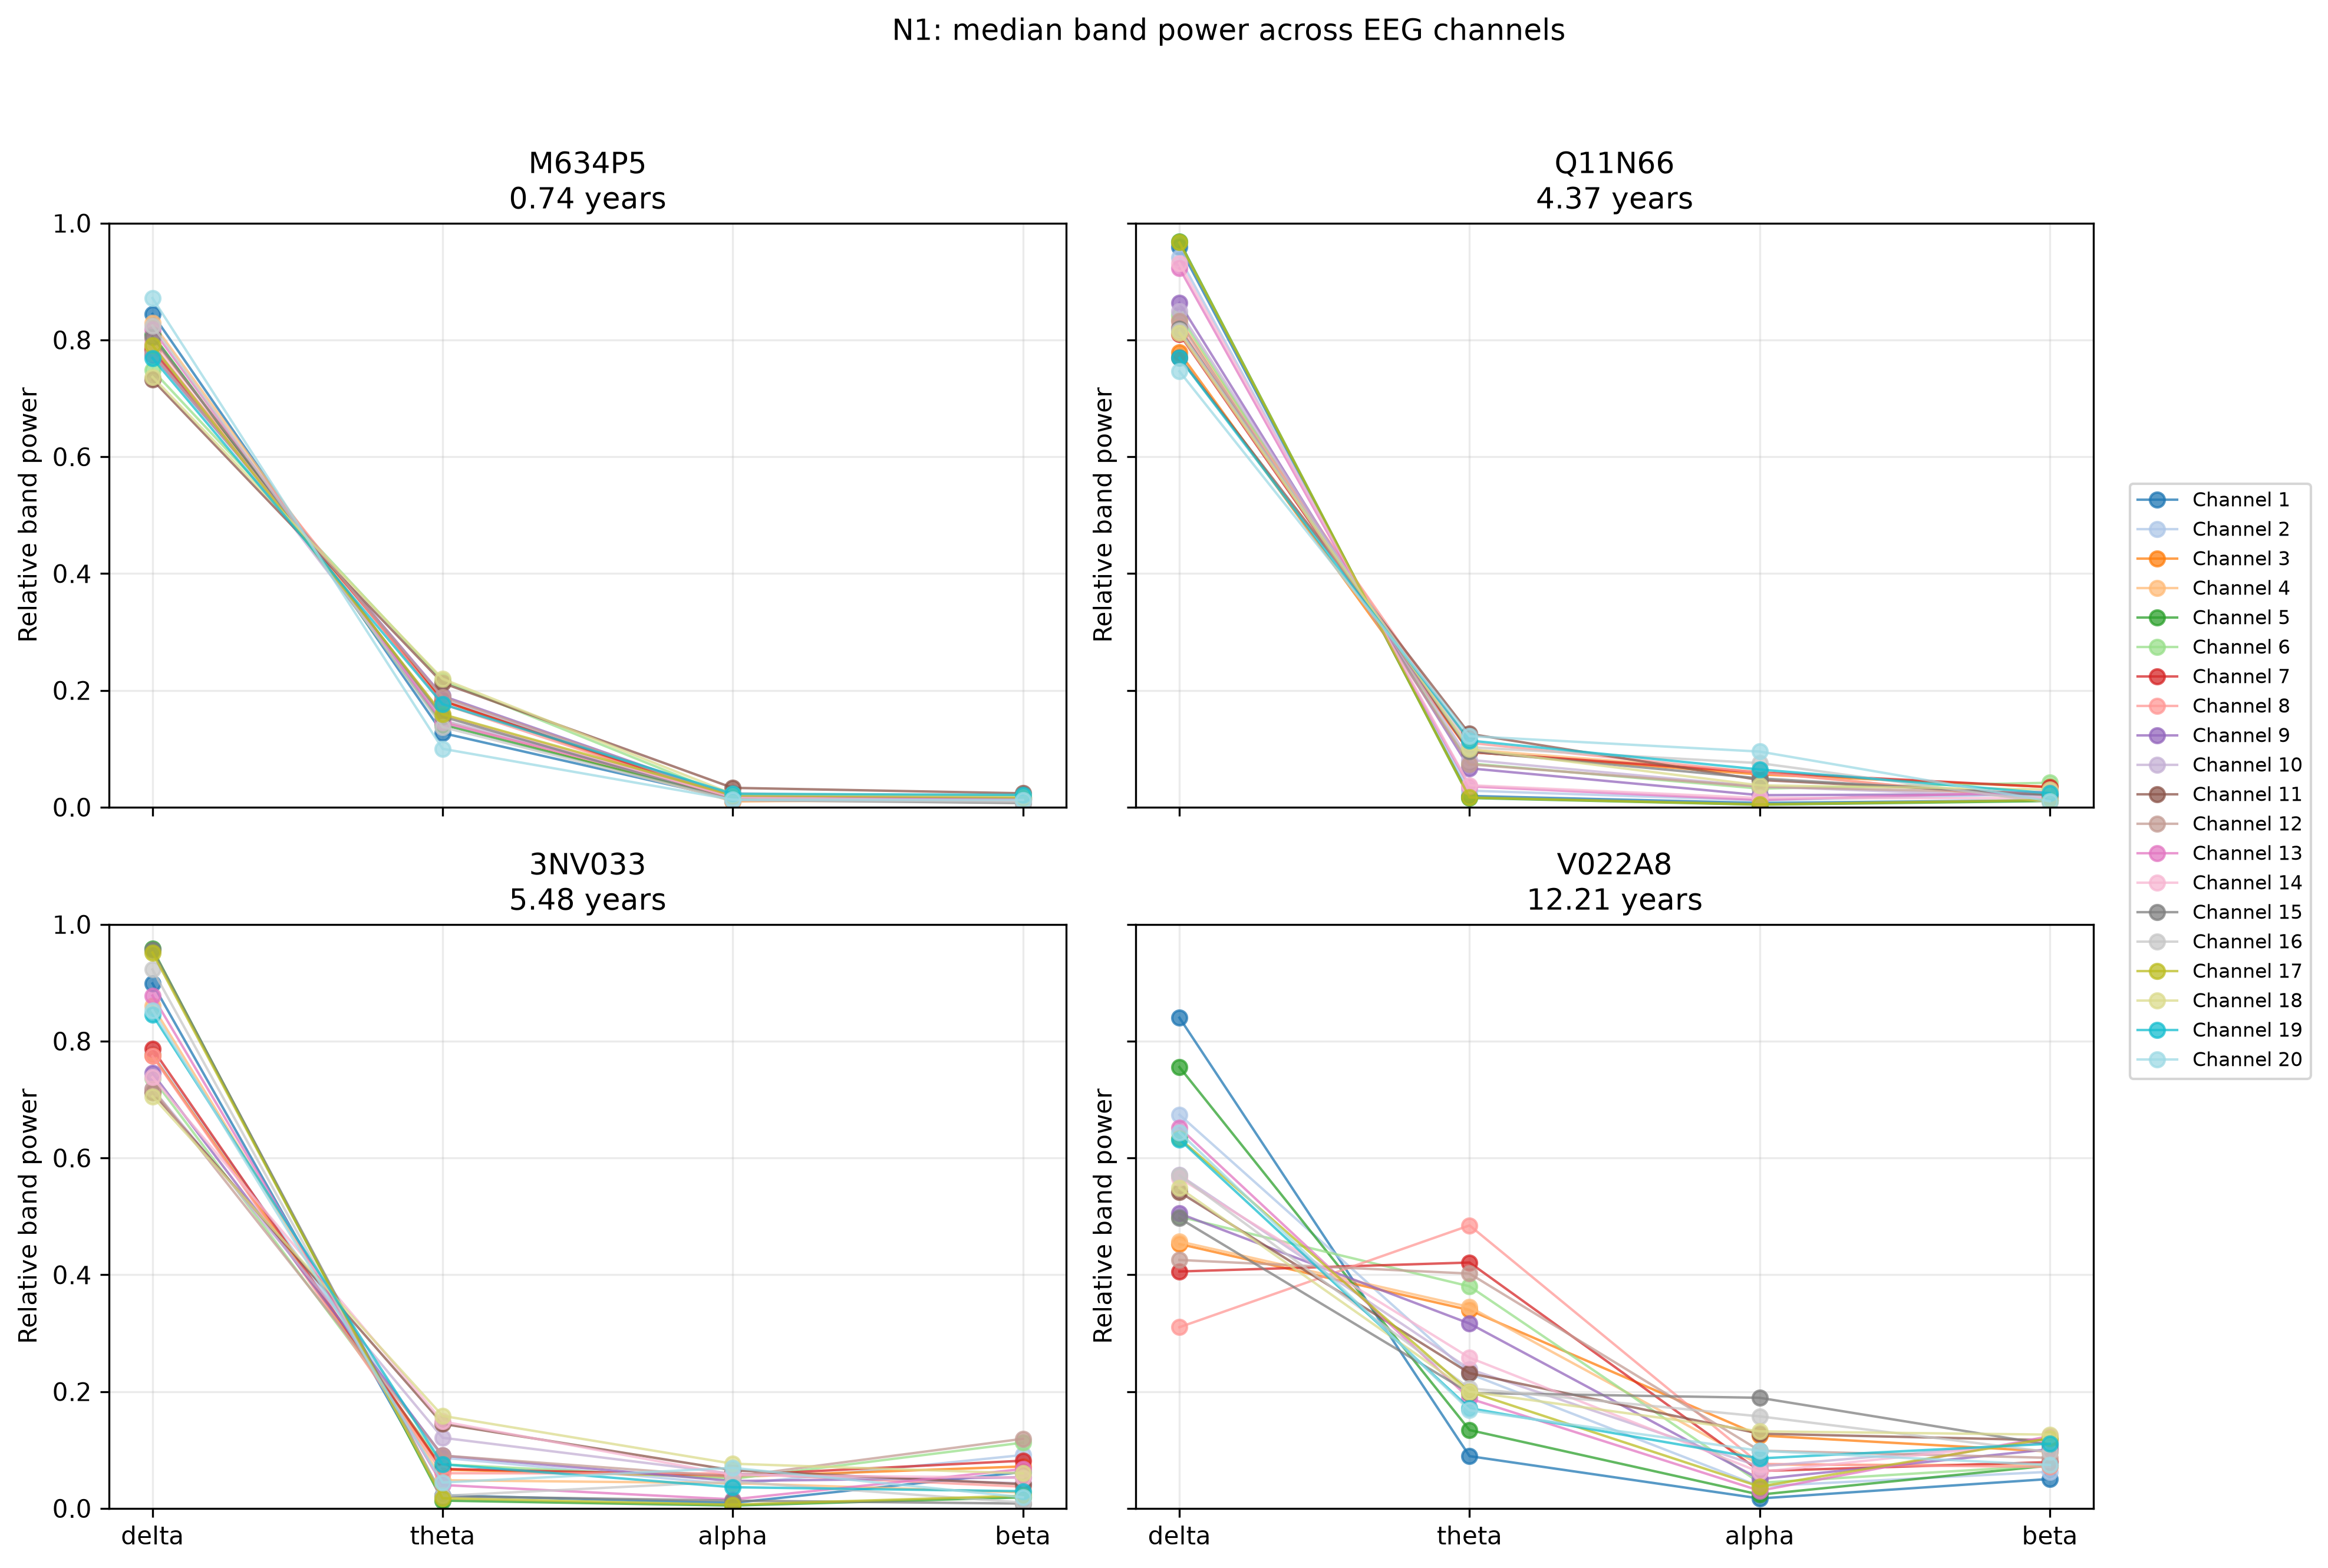 N1: median band power across EEG channels
M634P5
0.74 years
Q11N66
4.37 years
1.0
0.8
0.6
0.4
0.2
0.0
Relative band power
Relative band power
3NV033
5.48 years
V022A8
12.21 years
1.0
0.8
0.6
0.4
0.2
0.0
Relative band power
Relative band power
delta
theta
alpha
beta
delta
theta
alpha
beta
Channel 1
Channel 2
Channel 3
Channel 4
Channel 5
Channel 6
Channel 7
Channel 8
Channel 9
Channel 10
Channel 11
Channel 12
Channel 13
Channel 14
Channel 15
Channel 16
Channel 17
Channel 18
Channel 19
Channel 20